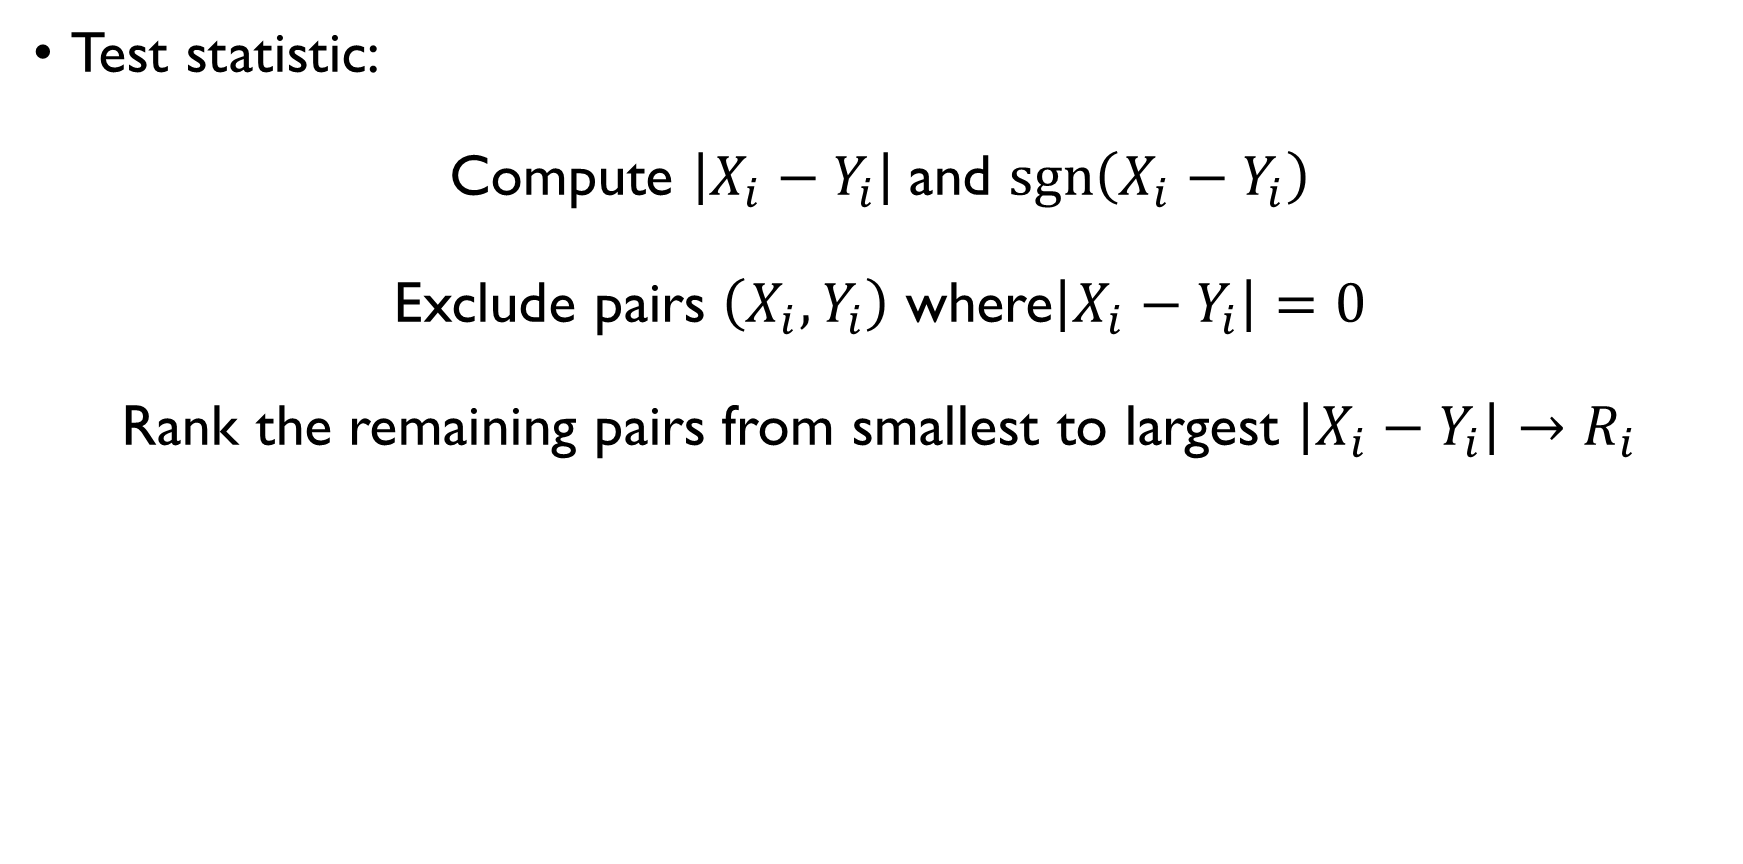 • Test statistic:
Compute |Xᵢ − Yᵢ| and sgn(Xᵢ − Yᵢ)
Exclude pairs (Xᵢ, Yᵢ) where|Xᵢ − Yᵢ| = 0
Rank the remaining pairs from smallest to largest |Xᵢ − Yᵢ| → Rᵢ